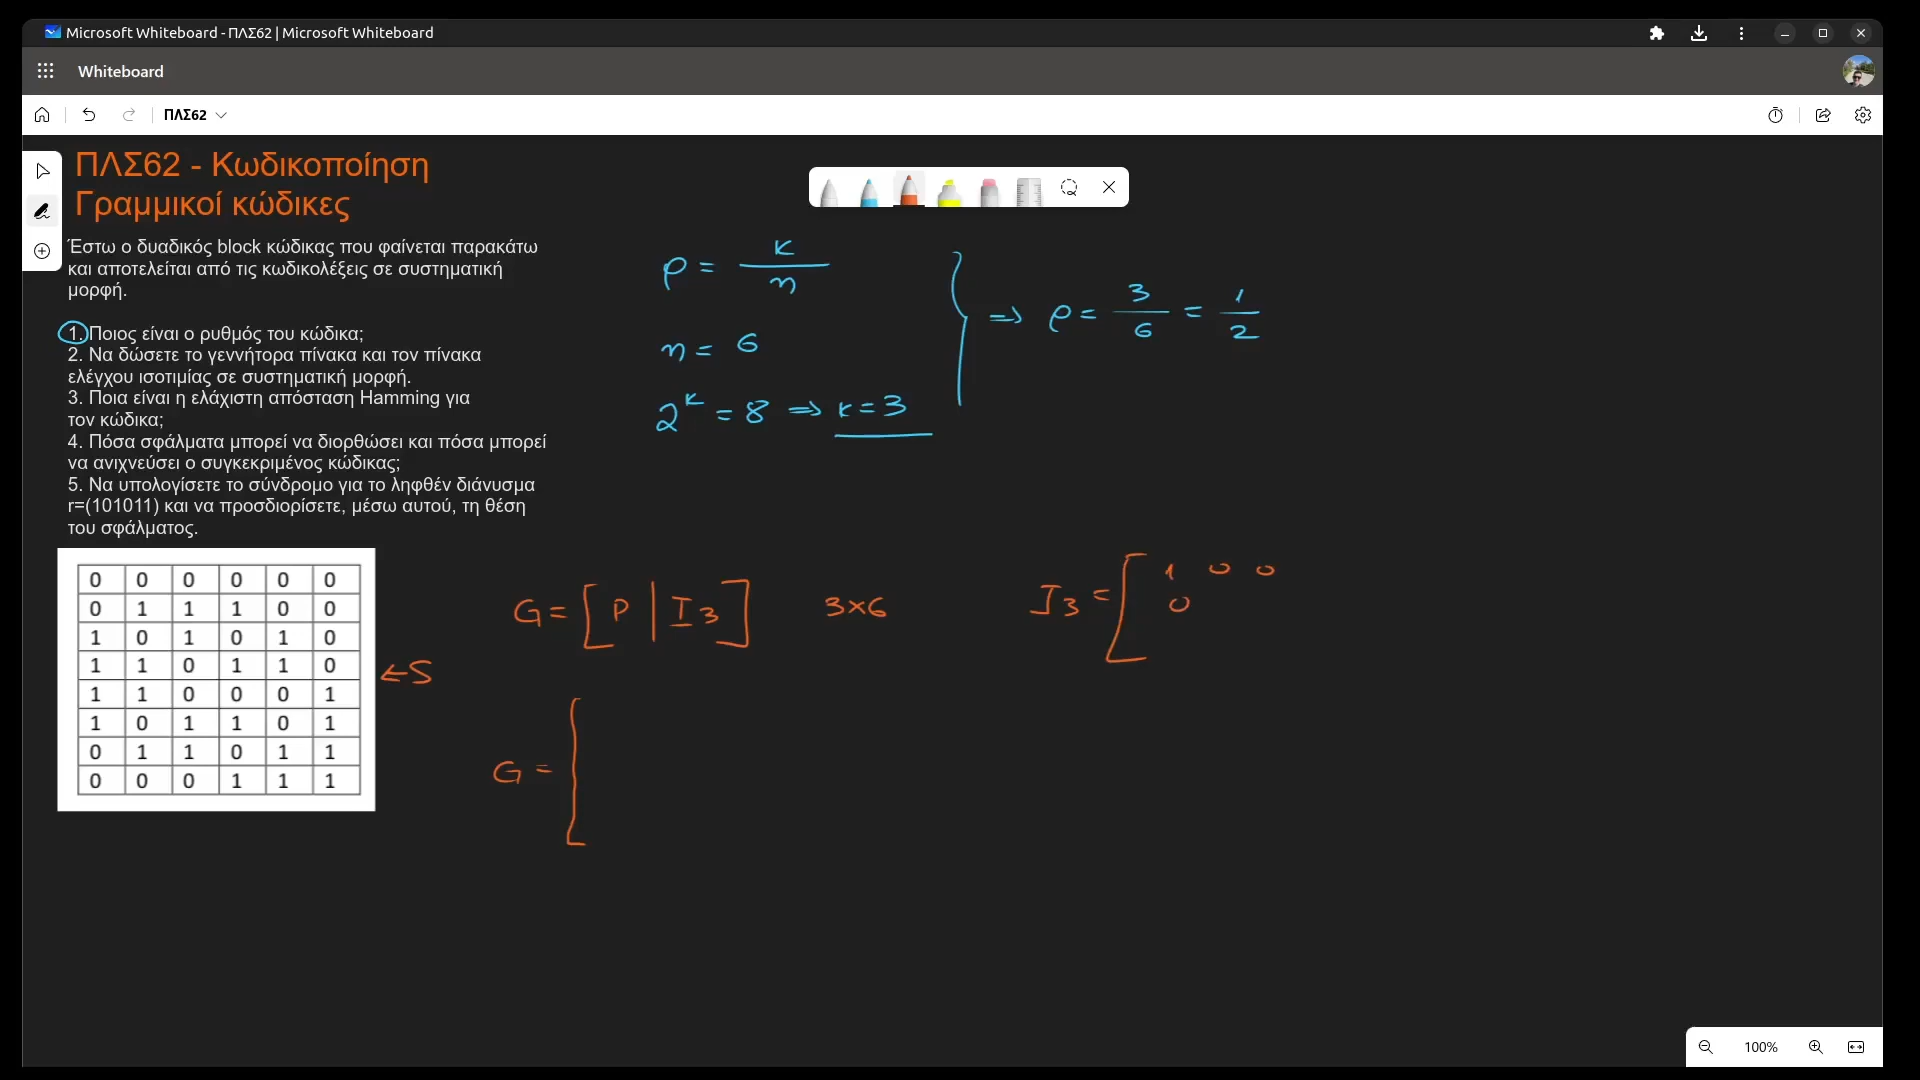 Microsoft Whiteboard - ΠΛΣ62 | Microsoft Whiteboard
Whiteboard
ΠΛΣ62
ΠΛΣ62 - Κωδικοποίηση
Γραμμικοί κώδικες
Έστω ο δυαδικός block κώδικας που φαίνεται παρακάτω
και αποτελείται από τις κωδικολέξεις σε συστηματική
μορφή.
1. Ποιος είναι ο ρυθμός του κώδικα;
2. Να δώσετε το γεννήτορα πίνακα και τον πίνακα
ελέγχου ισοτιμίας σε συστηματική μορφή.
3. Ποια είναι η ελάχιστη απόσταση Hamming για
τον κώδικα;
4. Πόσα σφάλματα μπορεί να διορθώσει και πόσα μπορεί
να ανιχνεύσει ο συγκεκριμένος κώδικας;
5. Να υπολογίσετε το σύνδρομο για το ληφθέν διάνυσμα
r=(101011) και να προσδιορίσετε, μέσω αυτού, τη θέση
του σφάλματος.
0 0 0 0 0 0
0 1 1 1 0 0
1 0 1 0 1 0
1 1 0 1 1 0
1 1 0 0 0 1
1 0 1 1 0 1
0 1 1 0 1 1
0 0 0 1 1 1
← S
ρ = κ/n
n = 6
2^κ = 8 ⇒ κ = 3
⇒ ρ = 3/6 = 1/2
G = [ P | I3 ] 3×6
I3 = [ 1 0 0
0
G = [
100%